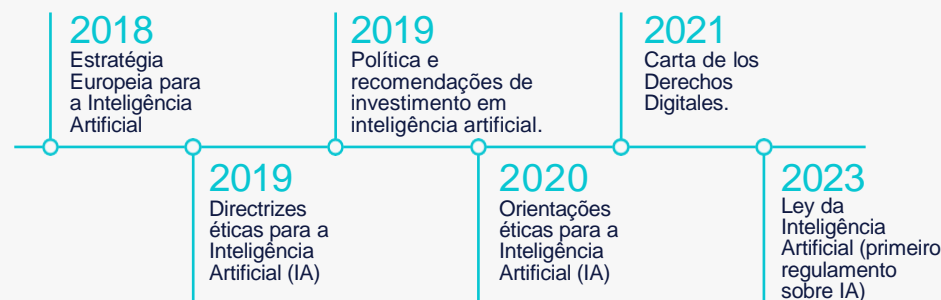 2018
Estratégia
Europeia para
a Inteligência
Artificial
2019
Directrizes
éticas para a
Inteligência
Artificial (IA)
2019
Política e
recomendações de
investimento em
inteligência artificial.
2020
Orientações
éticas para a
Inteligência
Artificial (IA)
2021
Carta de los
Derechos
Digitales.
2023
Ley da
Inteligência
Artificial (primeiro
regulamento
sobre IA)